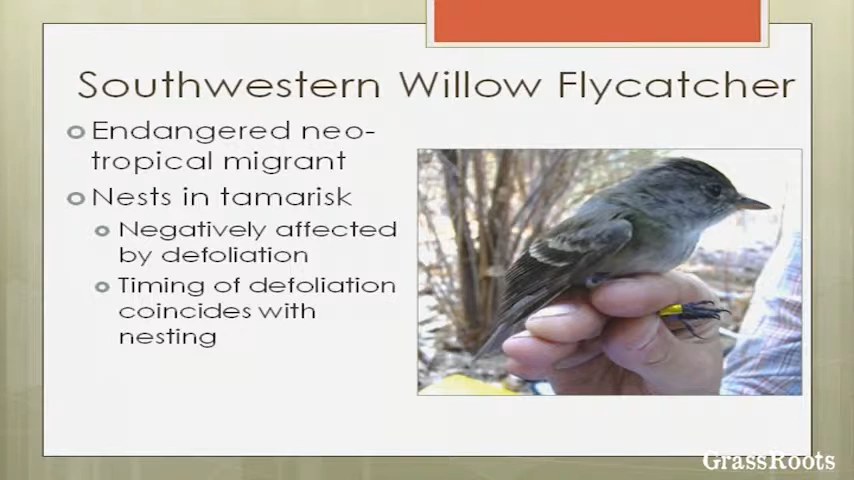 Southwestern Willow Flycatcher
Endangered neo-
tropical migrant
Nests in tamarisk
Negatively affected
by defoliation
Timing of defoliation
coincides with
nesting
GrassRoots